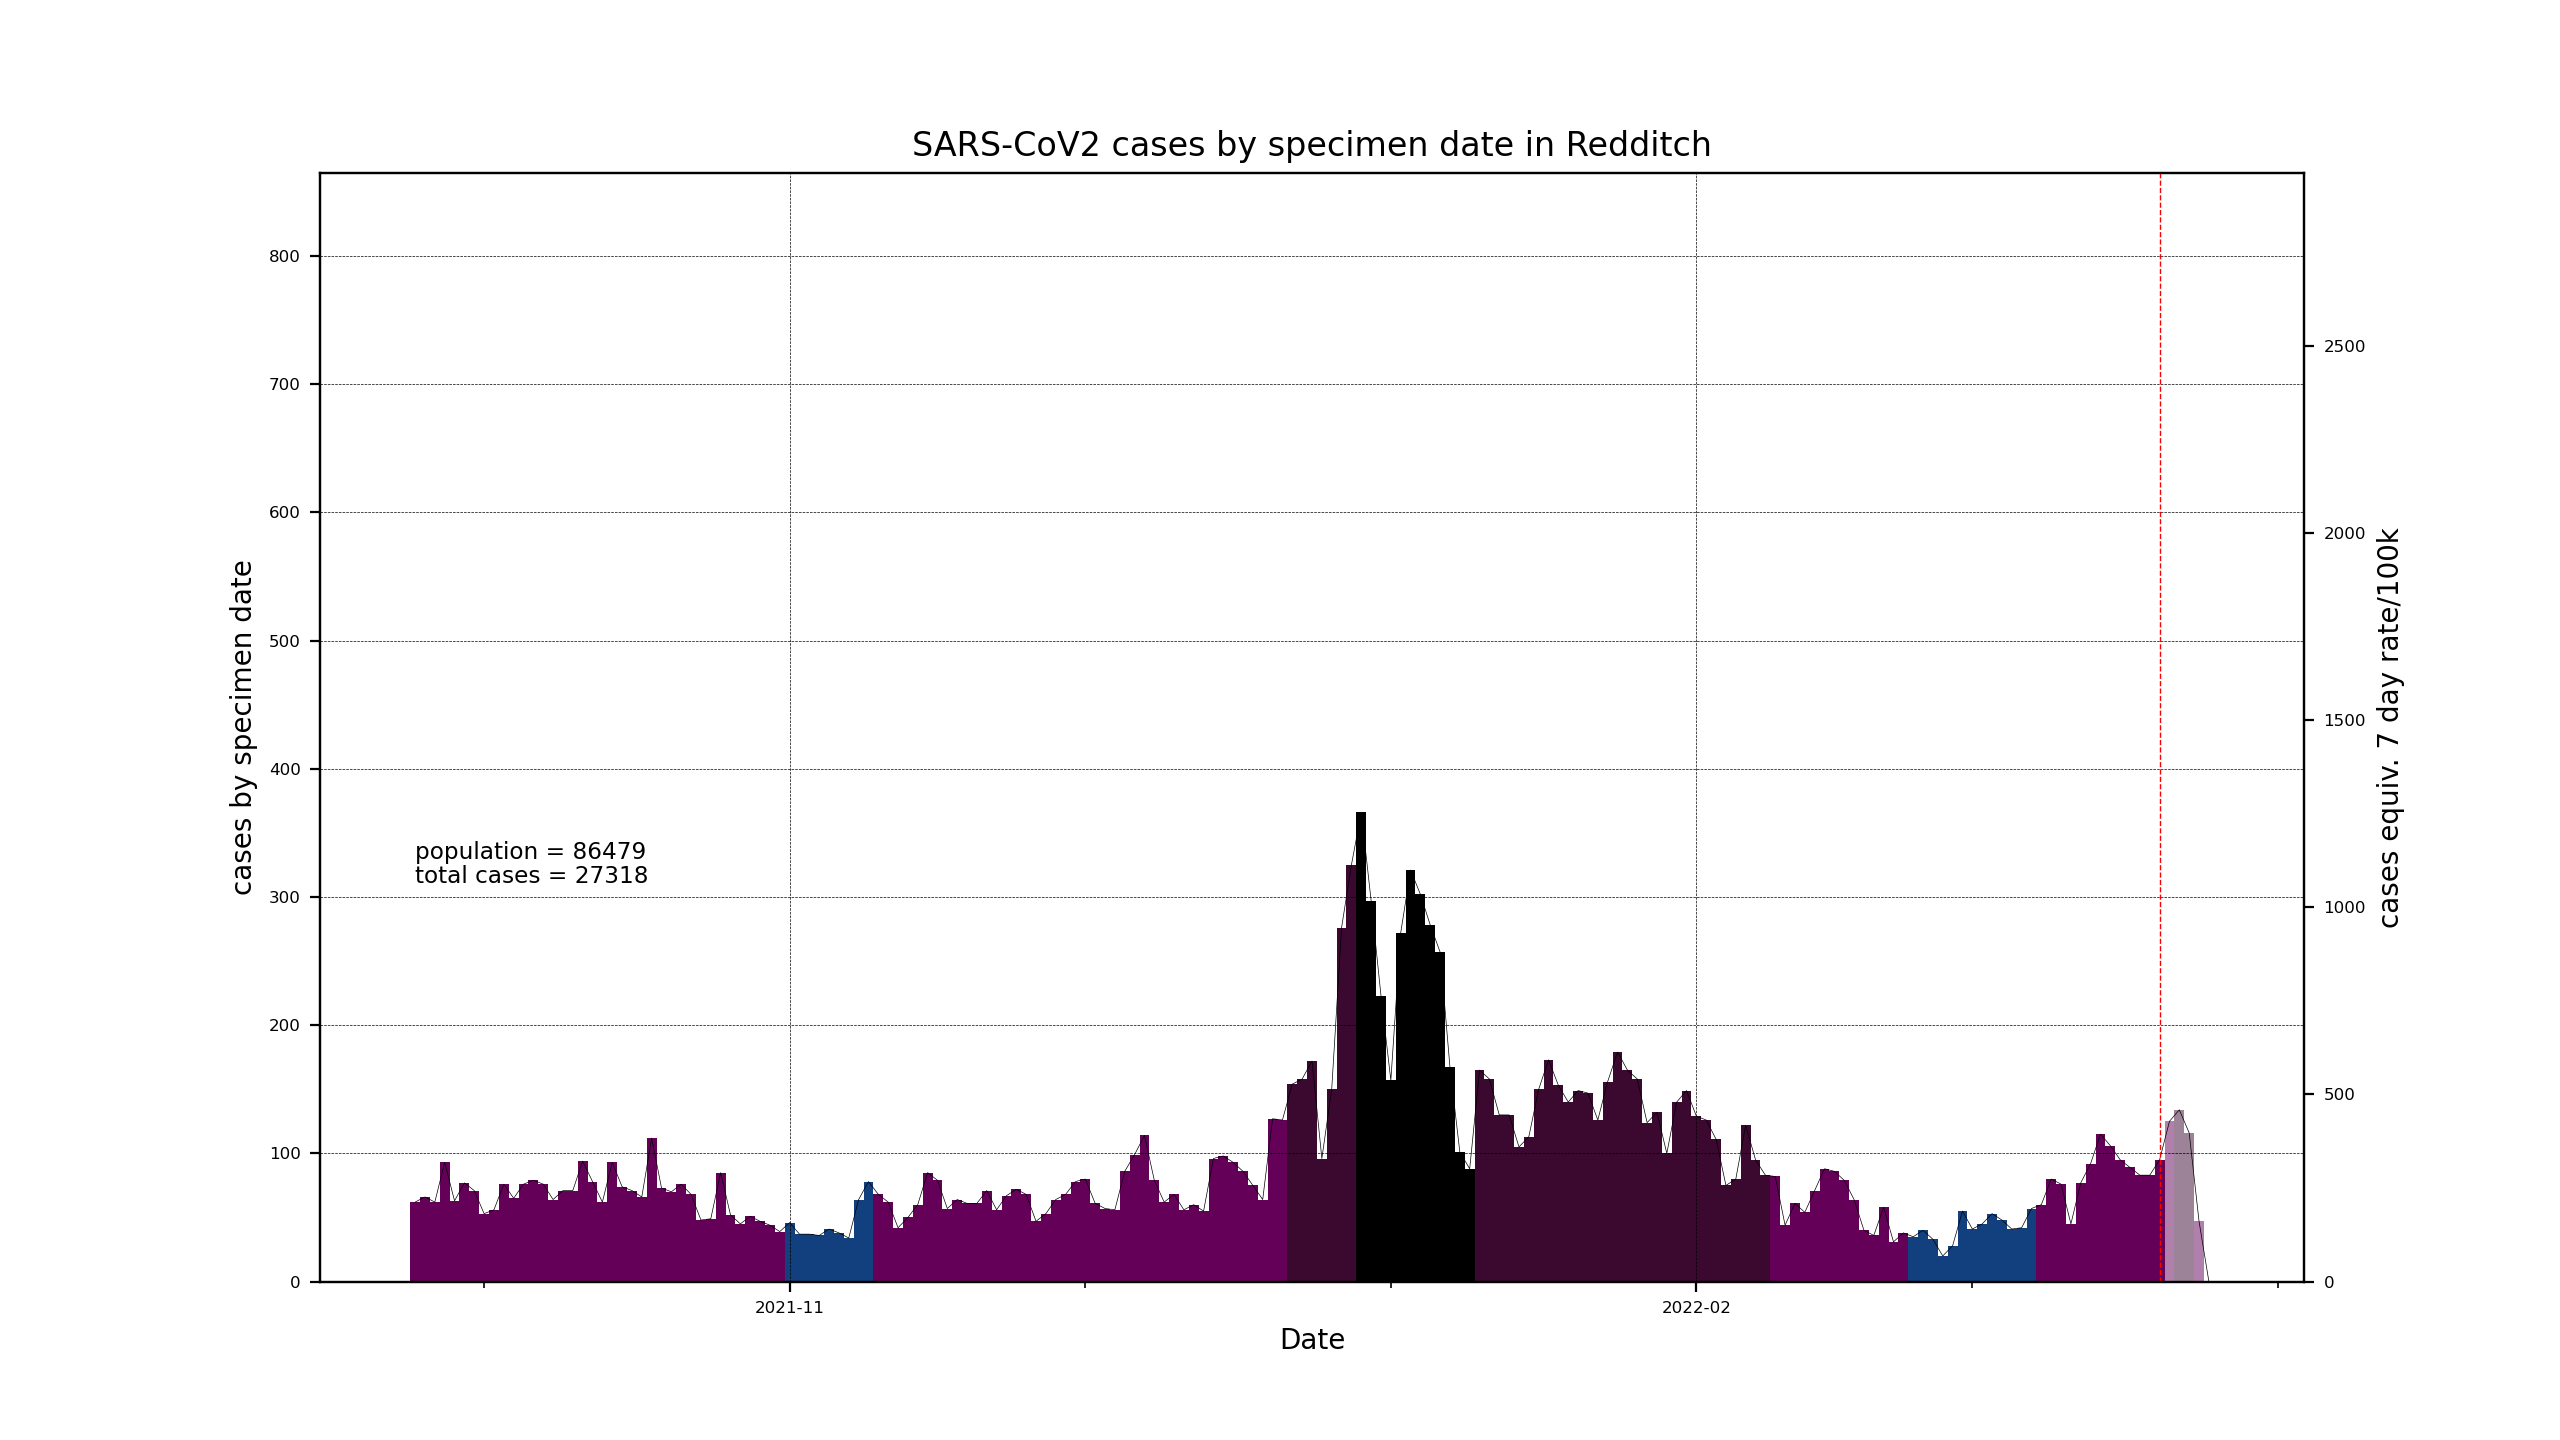 SARS-CoV2 cases by specimen date in Redditch
800
700
600
500
400
300
200
100
0
cases by specimen date
population = 86479
total cases = 27318
2500
2000
1500
1000
500
0
cases equiv. 7 day rate/100k
2021-11
2022-02
Date